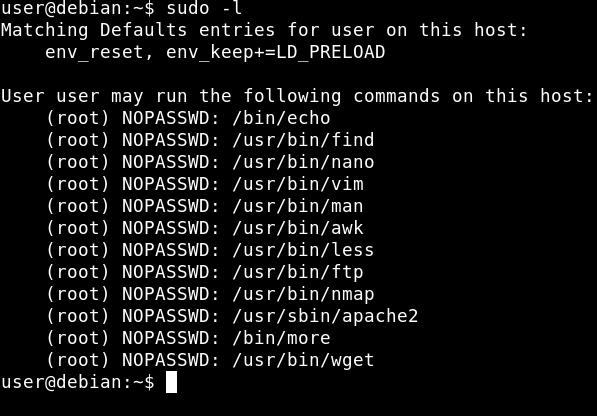 user@debian:~$ sudo -l
Matching Defaults entries for user on this host:
    env_reset, env_keep+=LD_PRELOAD

User user may run the following commands on this host:
    (root) NOPASSWD: /bin/echo
    (root) NOPASSWD: /usr/bin/find
    (root) NOPASSWD: /usr/bin/nano
    (root) NOPASSWD: /usr/bin/vim
    (root) NOPASSWD: /usr/bin/man
    (root) NOPASSWD: /usr/bin/awk
    (root) NOPASSWD: /usr/bin/less
    (root) NOPASSWD: /usr/bin/ftp
    (root) NOPASSWD: /usr/bin/nmap
    (root) NOPASSWD: /usr/sbin/apache2
    (root) NOPASSWD: /bin/more
    (root) NOPASSWD: /usr/bin/wget
user@debian:~$